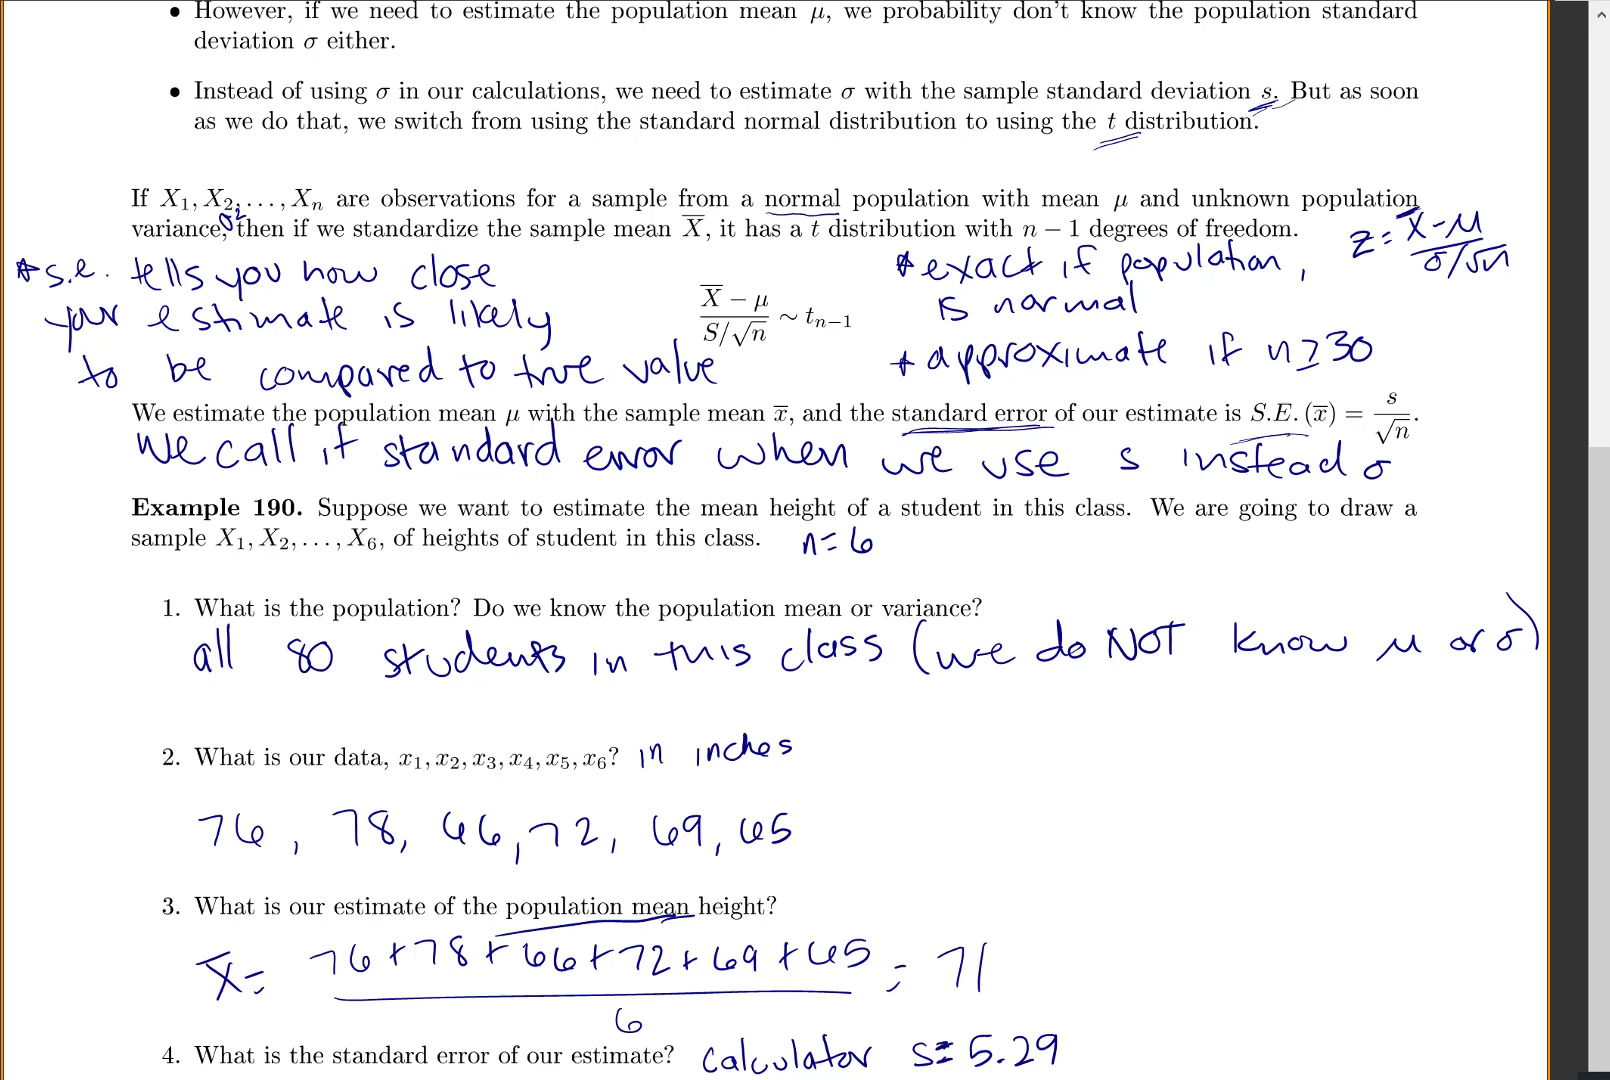 • However, if we need to estimate the population mean μ, we probability don't know the population standard
deviation σ either.
• Instead of using σ in our calculations, we need to estimate σ with the sample standard deviation s. But as soon
as we do that, we switch from using the standard normal distribution to using the t distribution.
If X₁, X₂, . . . , Xₙ are observations for a sample from a normal population with mean μ and unknown population
variance, σ² then if we standardize the sample mean X̄, it has a t distribution with n − 1 degrees of freedom.
z = (x̄ - μ) / (σ/√n)
* s.e. tells you how close
your estimate is likely
to be compared to true value
(X̄ − μ) / (S/√n) ∼ tₙ₋₁
* exact if population,
is normal
+ approximate if n ≥ 30
We estimate the population mean μ with the sample mean x̄, and the standard error of our estimate is S.E. (x̄) = s/√n.
We call it standard error when we use s instead σ
Example 190. Suppose we want to estimate the mean height of a student in this class. We are going to draw a
sample X₁, X₂, . . . , X₆, of heights of student in this class. n = 6
1. What is the population? Do we know the population mean or variance?
all 80 students in this class (we do NOT know μ or σ)
2. What is our data, x₁, x₂, x₃, x₄, x₅, x₆? in inches
76, 78, 66, 72, 69, 65
3. What is our estimate of the population mean height?
x̄ = (76 + 78 + 66 + 72 + 69 + 65) / 6 = 71
4. What is the standard error of our estimate? calculator s = 5.29